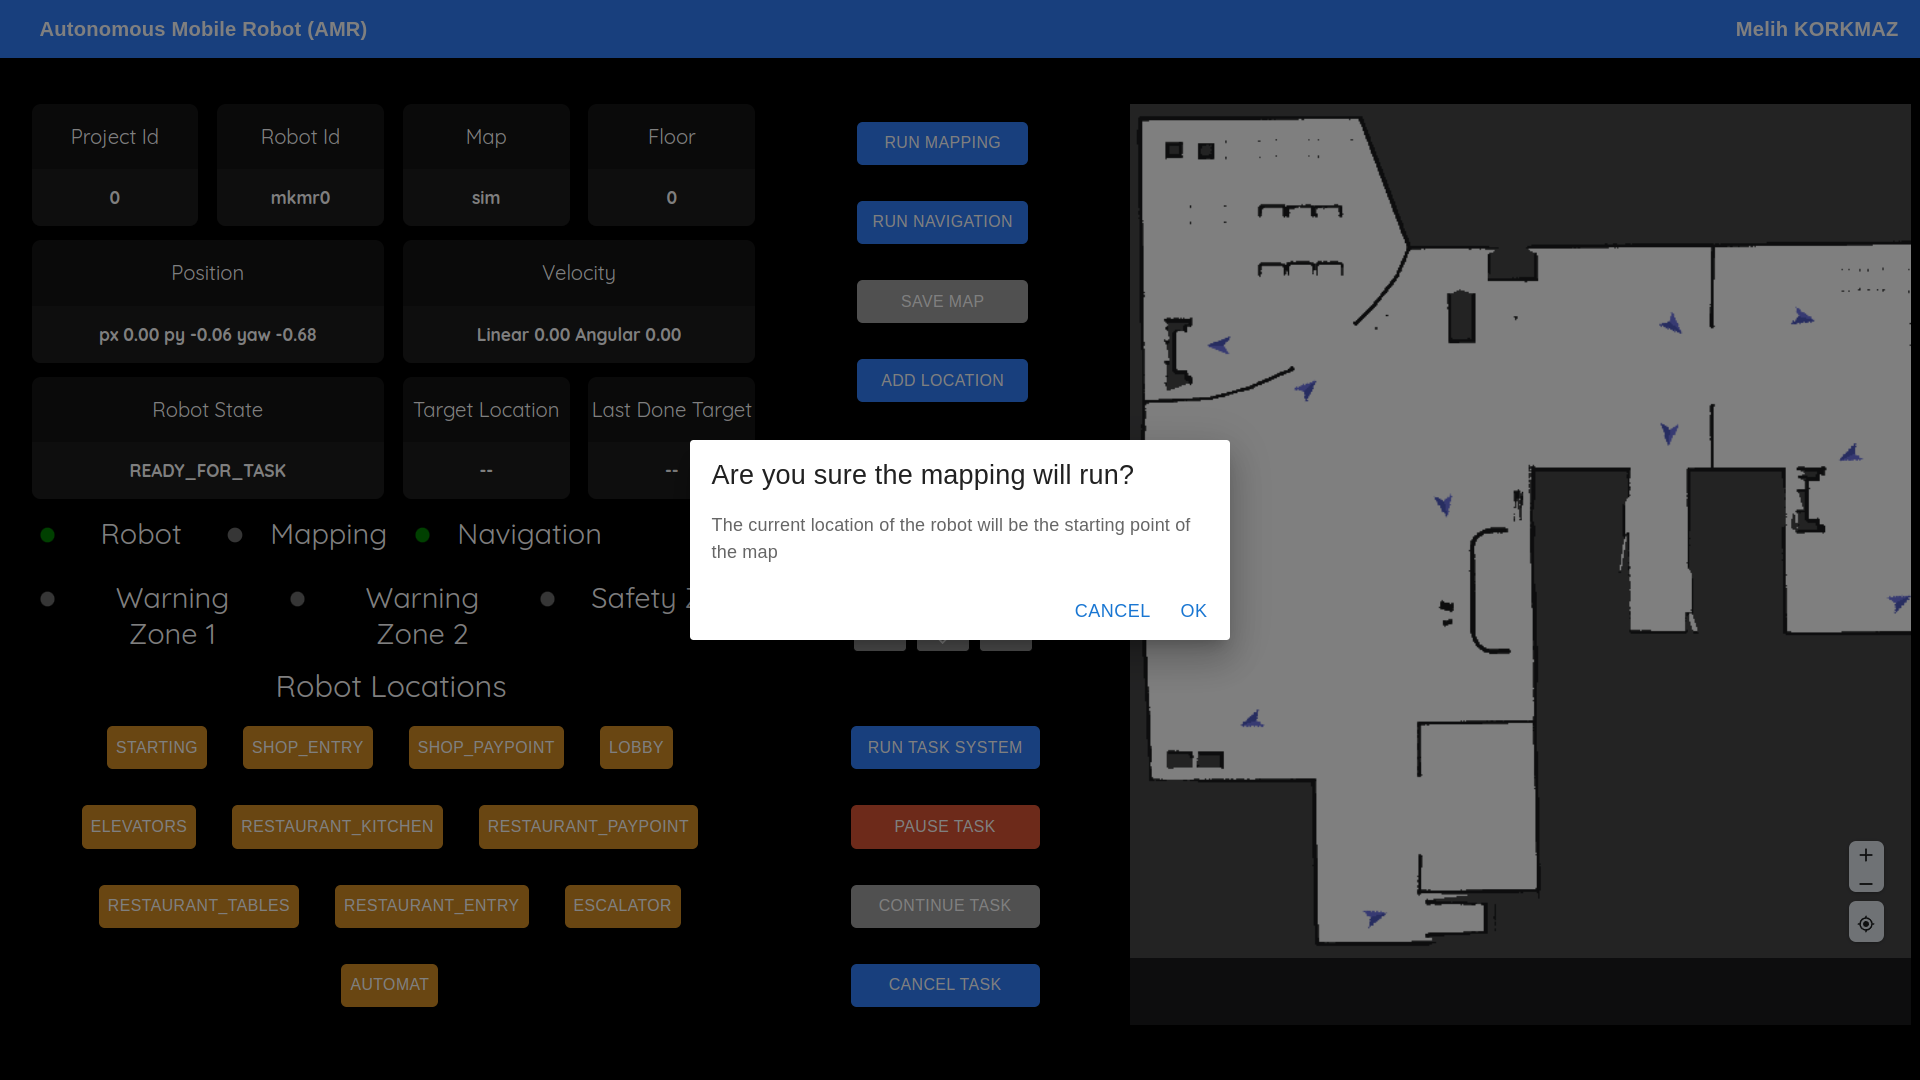 Autonomous Mobile Robot (AMR)
Melih KORKMAZ
Project Id
Robot Id
Map
Floor
0
mkmr0
sim
0
Position
Velocity
px 0.00 py -0.06 yaw -0.68
Linear 0.00 Angular 0.00
Robot State
Target Location
Last Done Target
READY_FOR_TASK
--
--
Robot
Mapping
Navigation
Warning
Zone 1
Warning
Zone 2
Safety
Robot Locations
STARTING
SHOP_ENTRY
SHOP_PAYPOINT
LOBBY
ELEVATORS
RESTAURANT_KITCHEN
RESTAURANT_PAYPOINT
RESTAURANT_TABLES
RESTAURANT_ENTRY
ESCALATOR
AUTOMAT
RUN MAPPING
RUN NAVIGATION
SAVE MAP
ADD LOCATION
Are you sure the mapping will run?
The current location of the robot will be the starting point of
the map
CANCEL
OK
RUN TASK SYSTEM
PAUSE TASK
CONTINUE TASK
CANCEL TASK
+
−